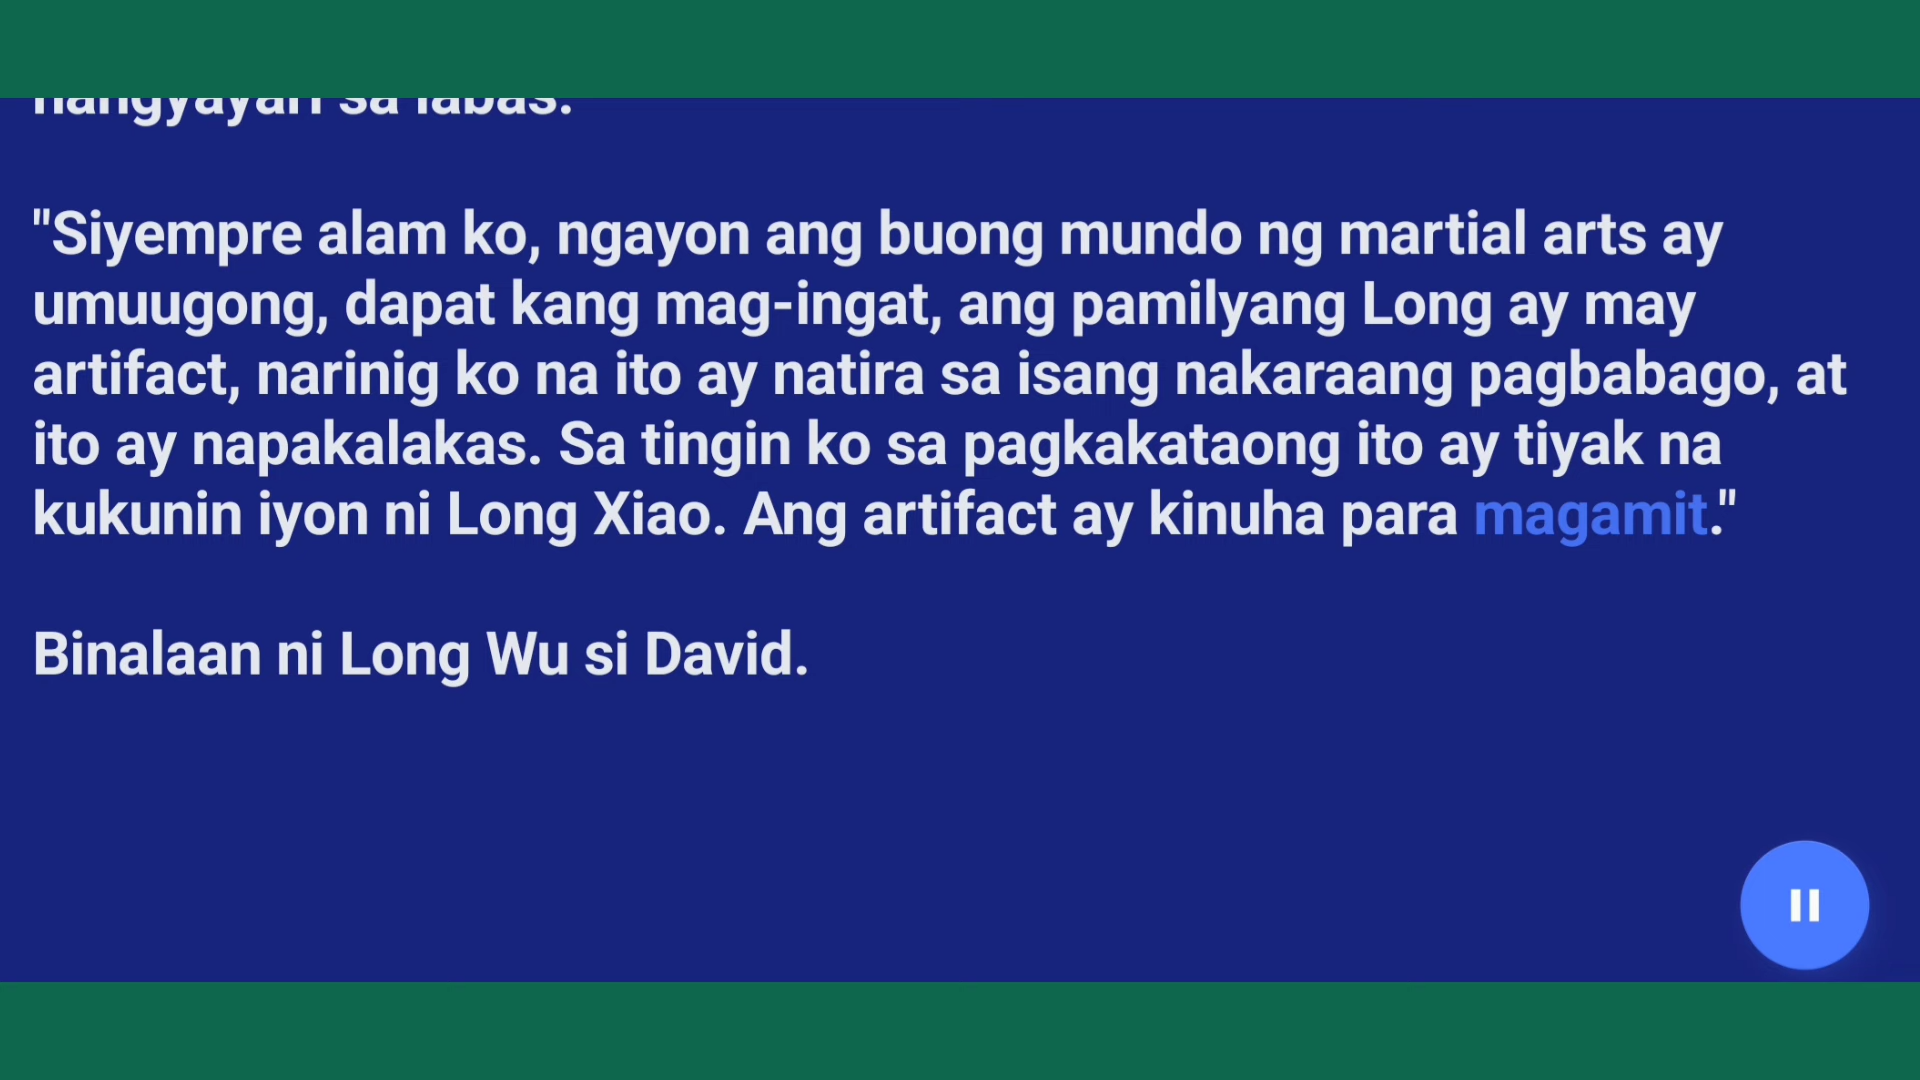 nangyayari sa labas.
"Siyempre alam ko, ngayon ang buong mundo ng martial arts ay
umuugong, dapat kang mag-ingat, ang pamilyang Long ay may
artifact, narinig ko na ito ay natira sa isang nakaraang pagbabago, at
ito ay napakalakas. Sa tingin ko sa pagkakataong ito ay tiyak na
kukunin iyon ni Long Xiao. Ang artifact ay kinuha para magamit."
Binalaan ni Long Wu si David.